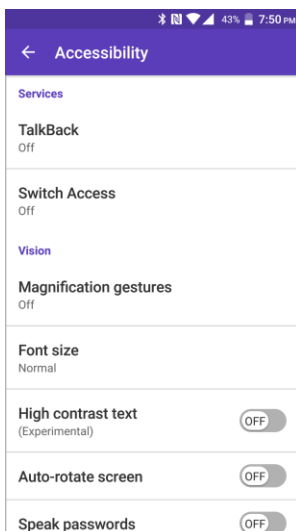 43% 7:50 PM
Accessibility
Services
TalkBack
Off
Switch Access
Off
Vision
Magnification gestures
Off
Font size
Normal
High contrast text
(Experimental)
OFF
Auto-rotate screen
OFF
Speak passwords
OFF